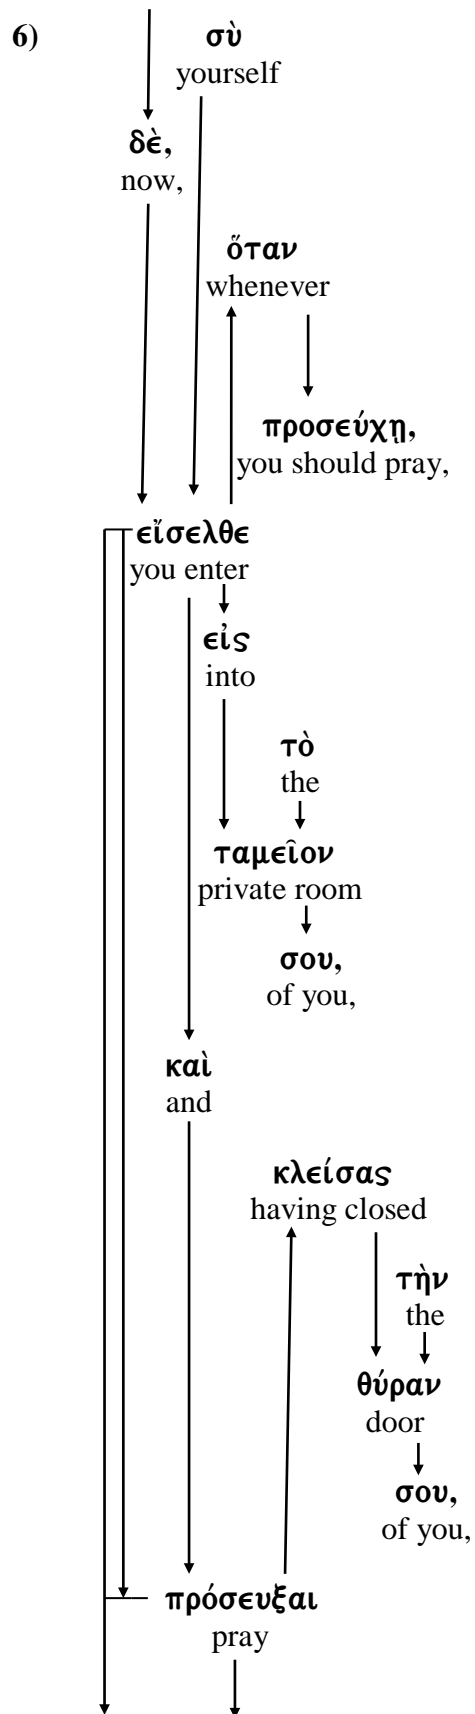 6) σὺ
yourself
δὲ,
now,
ὅταν
whenever
προσεύχῃ,
you should pray,
εἴσελθε
you enter
εἰς
into
τὸ
the
ταμεῖον
private room
σου,
of you,
καὶ
and
κλείσας
having closed
τὴν
the
θύραν
door
σου,
of you,
πρόσευξαι
pray